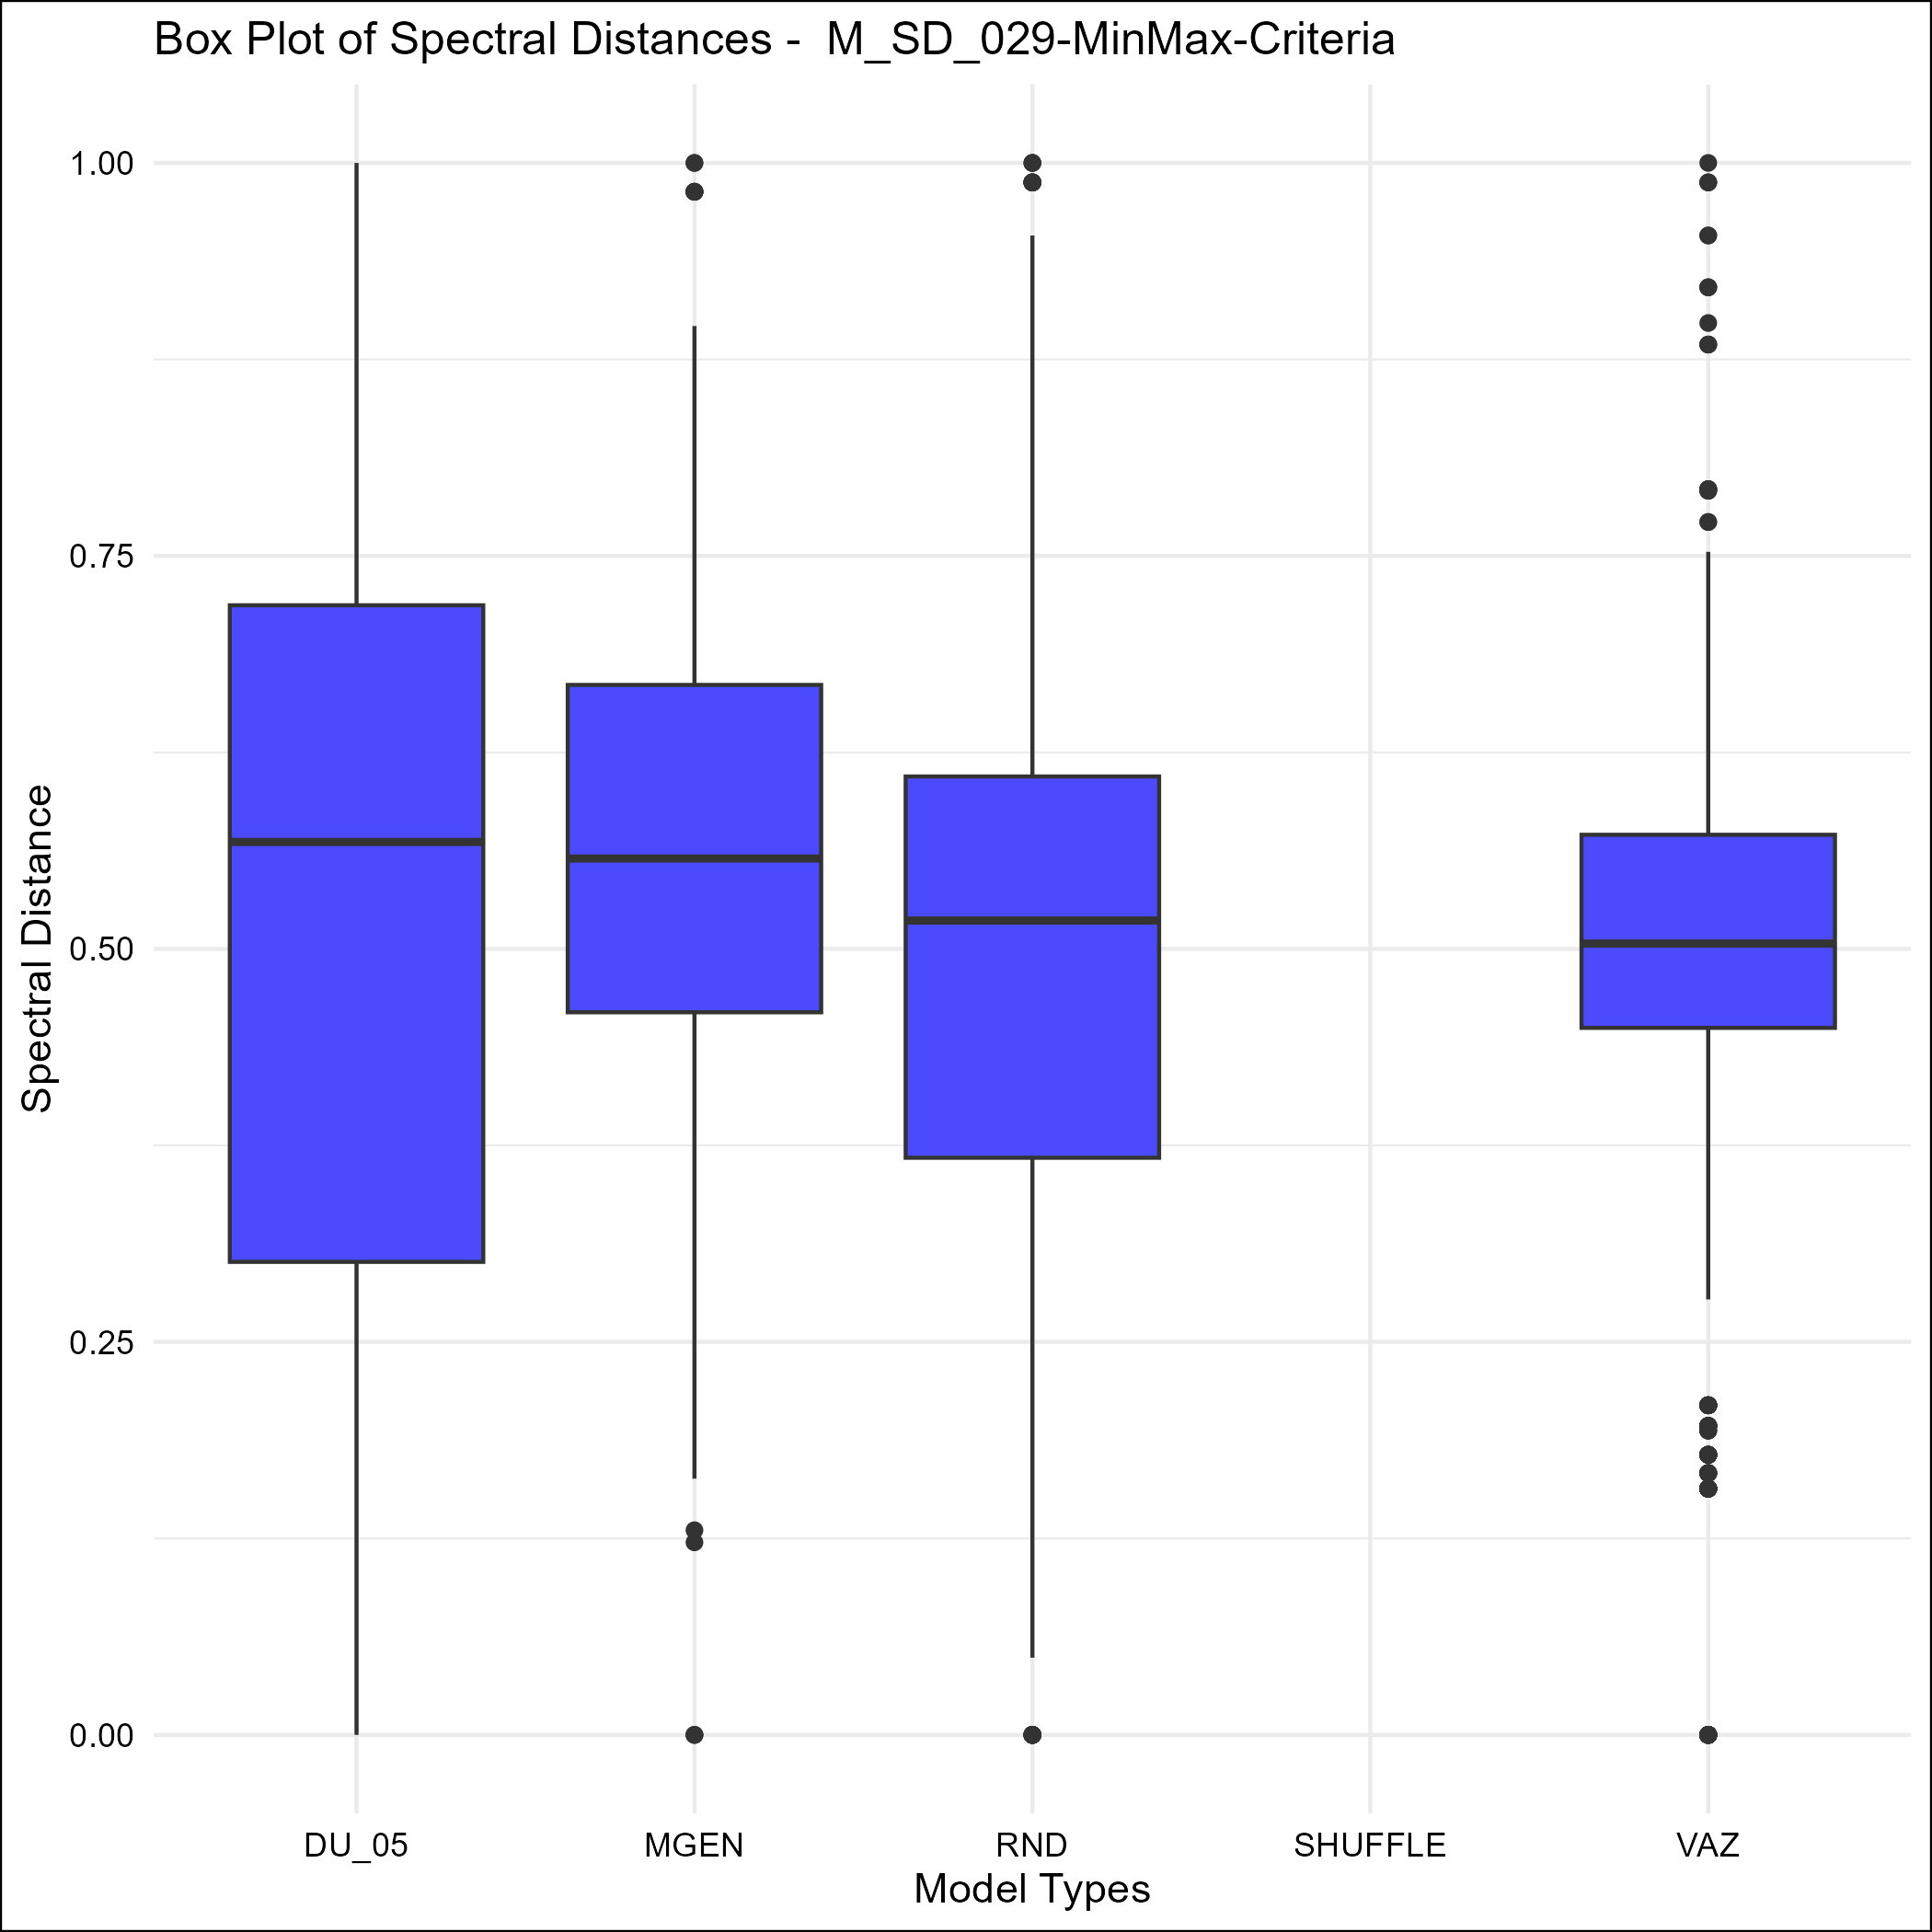 Box Plot of Spectral Distances -  M_SD_029-MinMax-Criteria
Spectral Distance
1.00
0.75
0.50
0.25
0.00
DU_05 MGEN RND SHUFFLE VAZ
Model Types